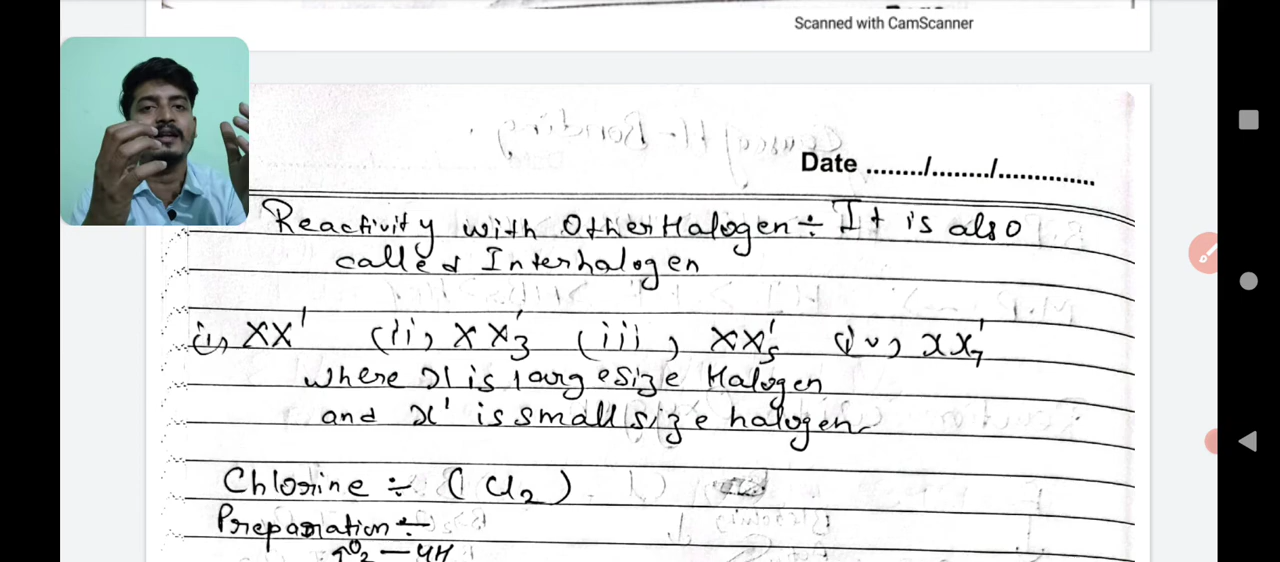 Scanned with CamScanner
Date ......../......../..............
Reactivity with Other Halogen ÷ It is also
called Interhalogen
(i) XX' (ii) XX'₃ (iii) XX'₅ (iv) XX'₇
where X is large size Halogen
and X' is small size halogen
Chlorine ÷ (Cl₂)
Preparation ÷